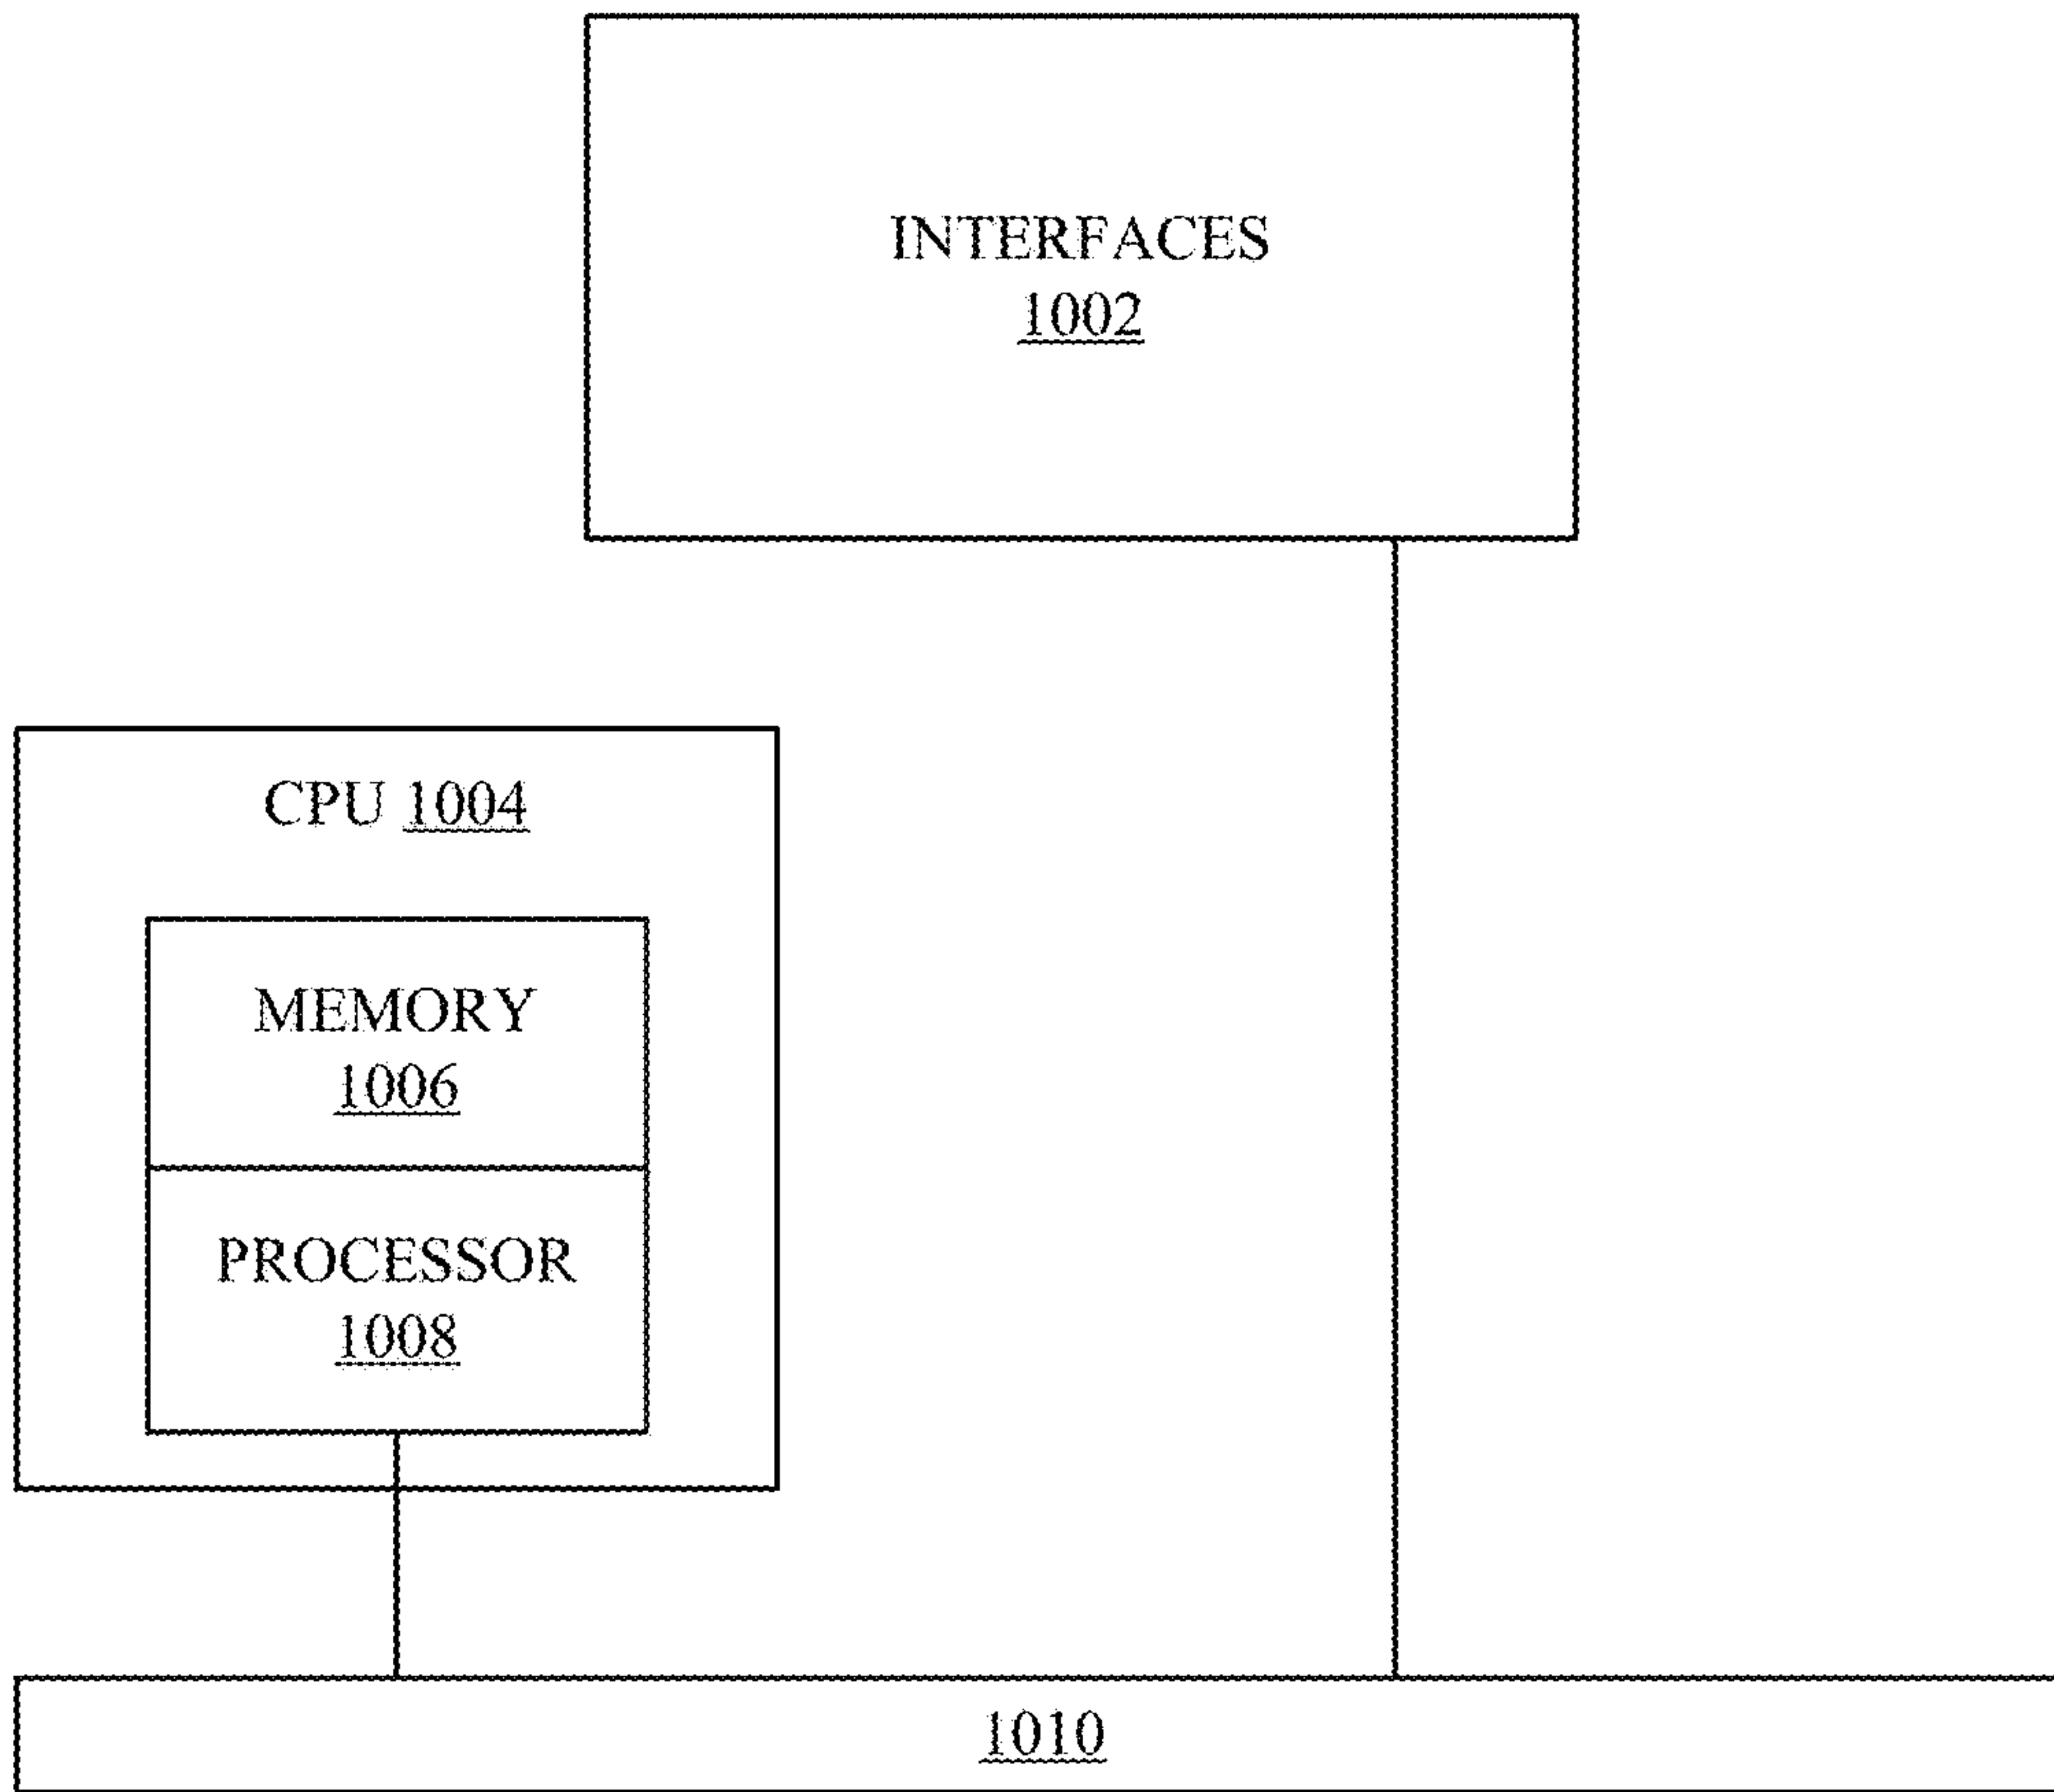 INTERFACES
1002
CPU 1004
MEMORY
1006
PROCESSOR
1008
1010